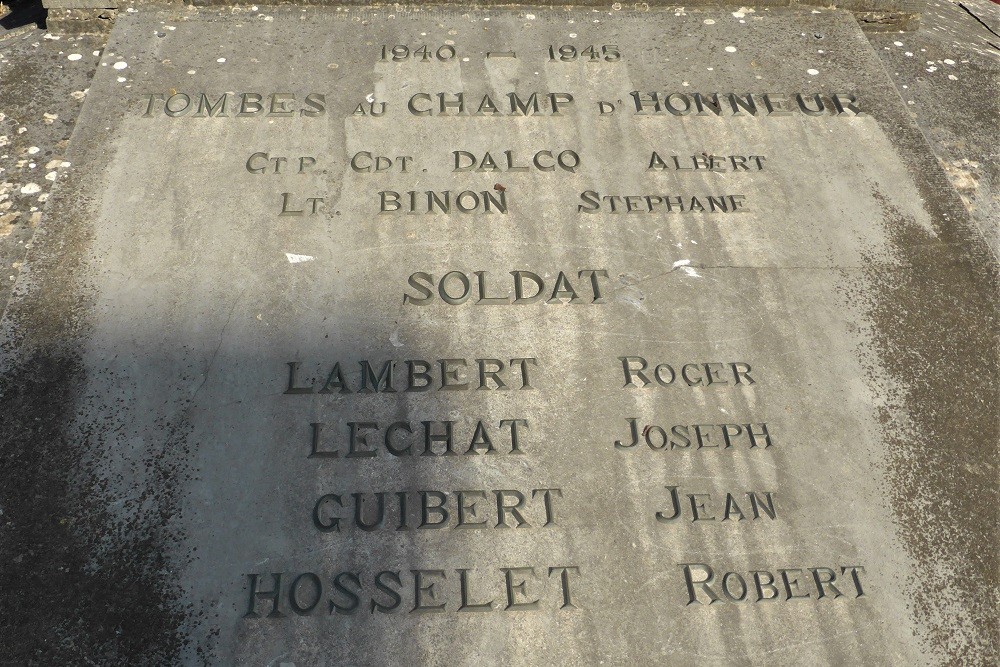 1940 — 1945
TOMBES AU CHAMP D'HONNEUR
CTP. CDT. DALCQ ALBERT
LT. BINON STEPHANE
SOLDAT
LAMBERT ROGER
LECHAT JOSEPH
GUIBERT JEAN
HOSSELET ROBERT